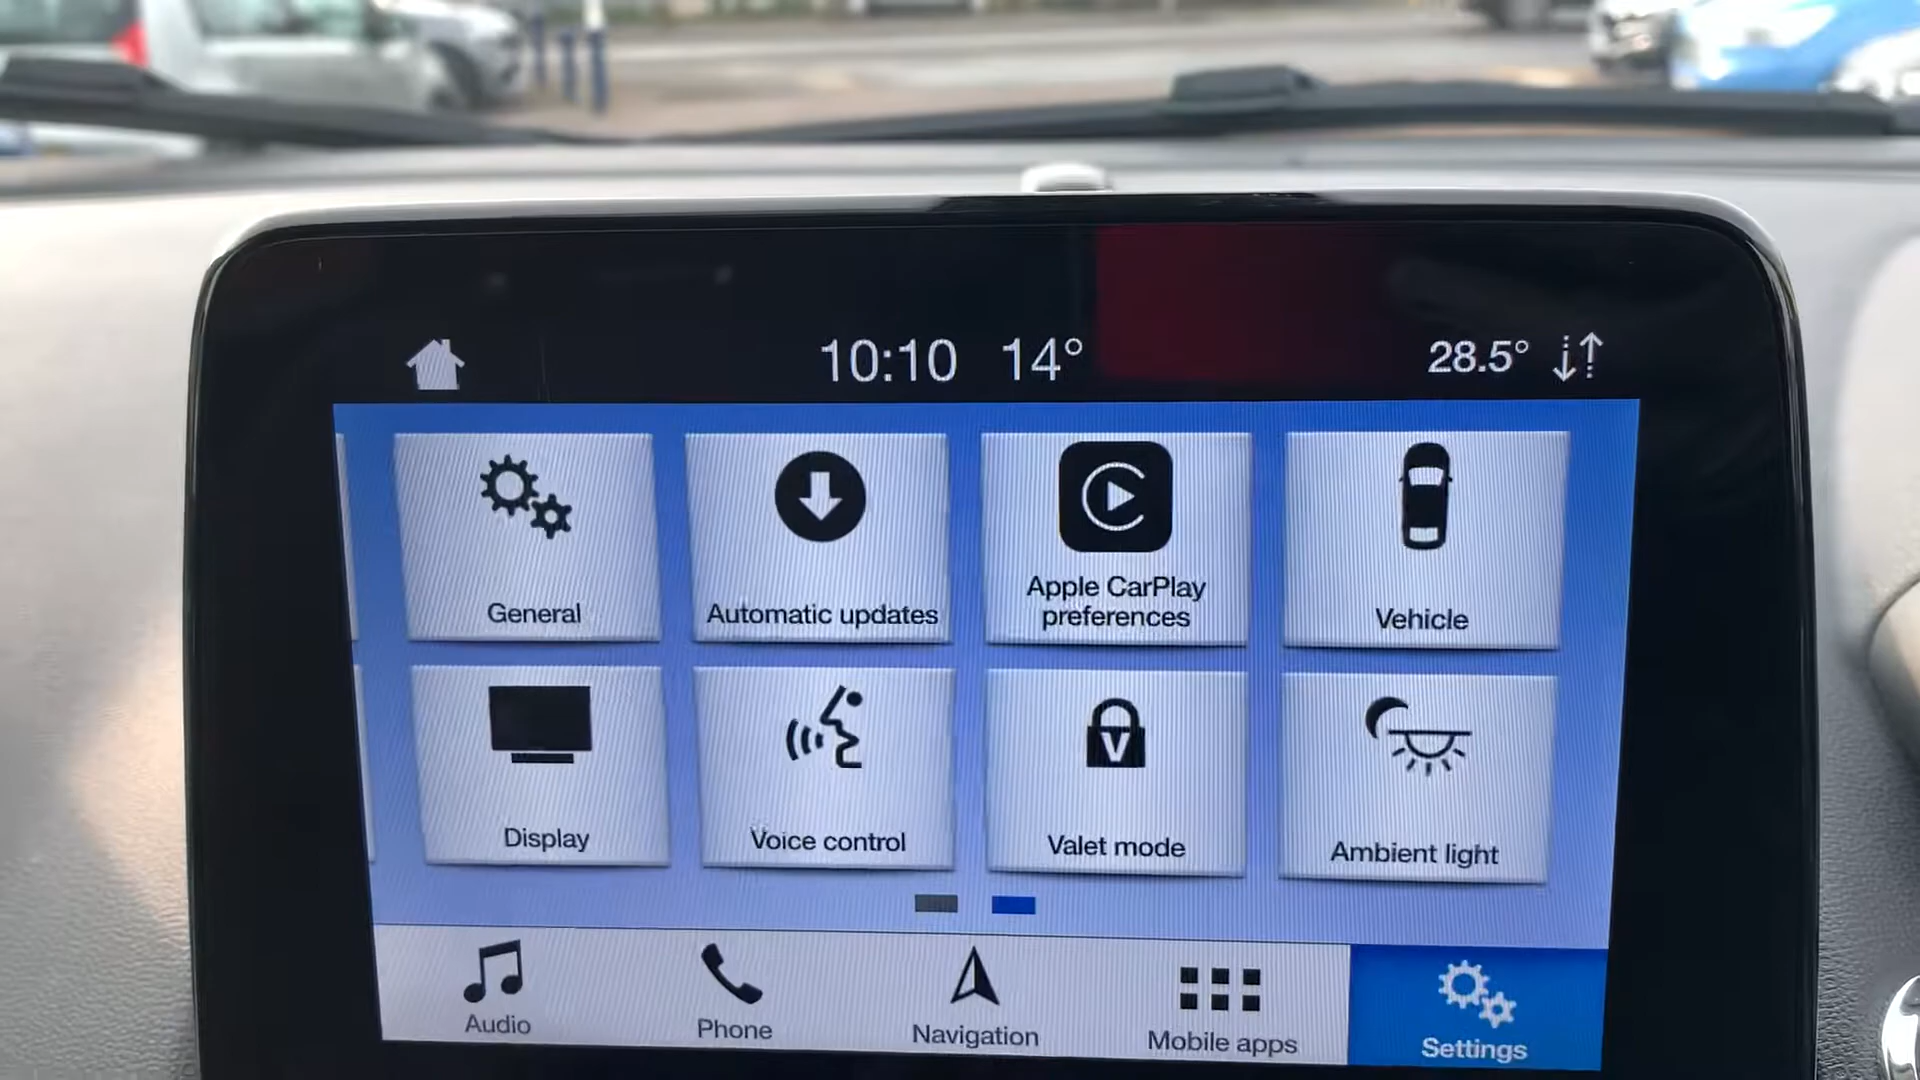 10:10 14° 28.5°
General
Automatic updates
Apple CarPlay
preferences
Vehicle
Display
Voice control
V
Valet mode
Ambient light
Audio
Phone
Navigation
Mobile apps
Settings